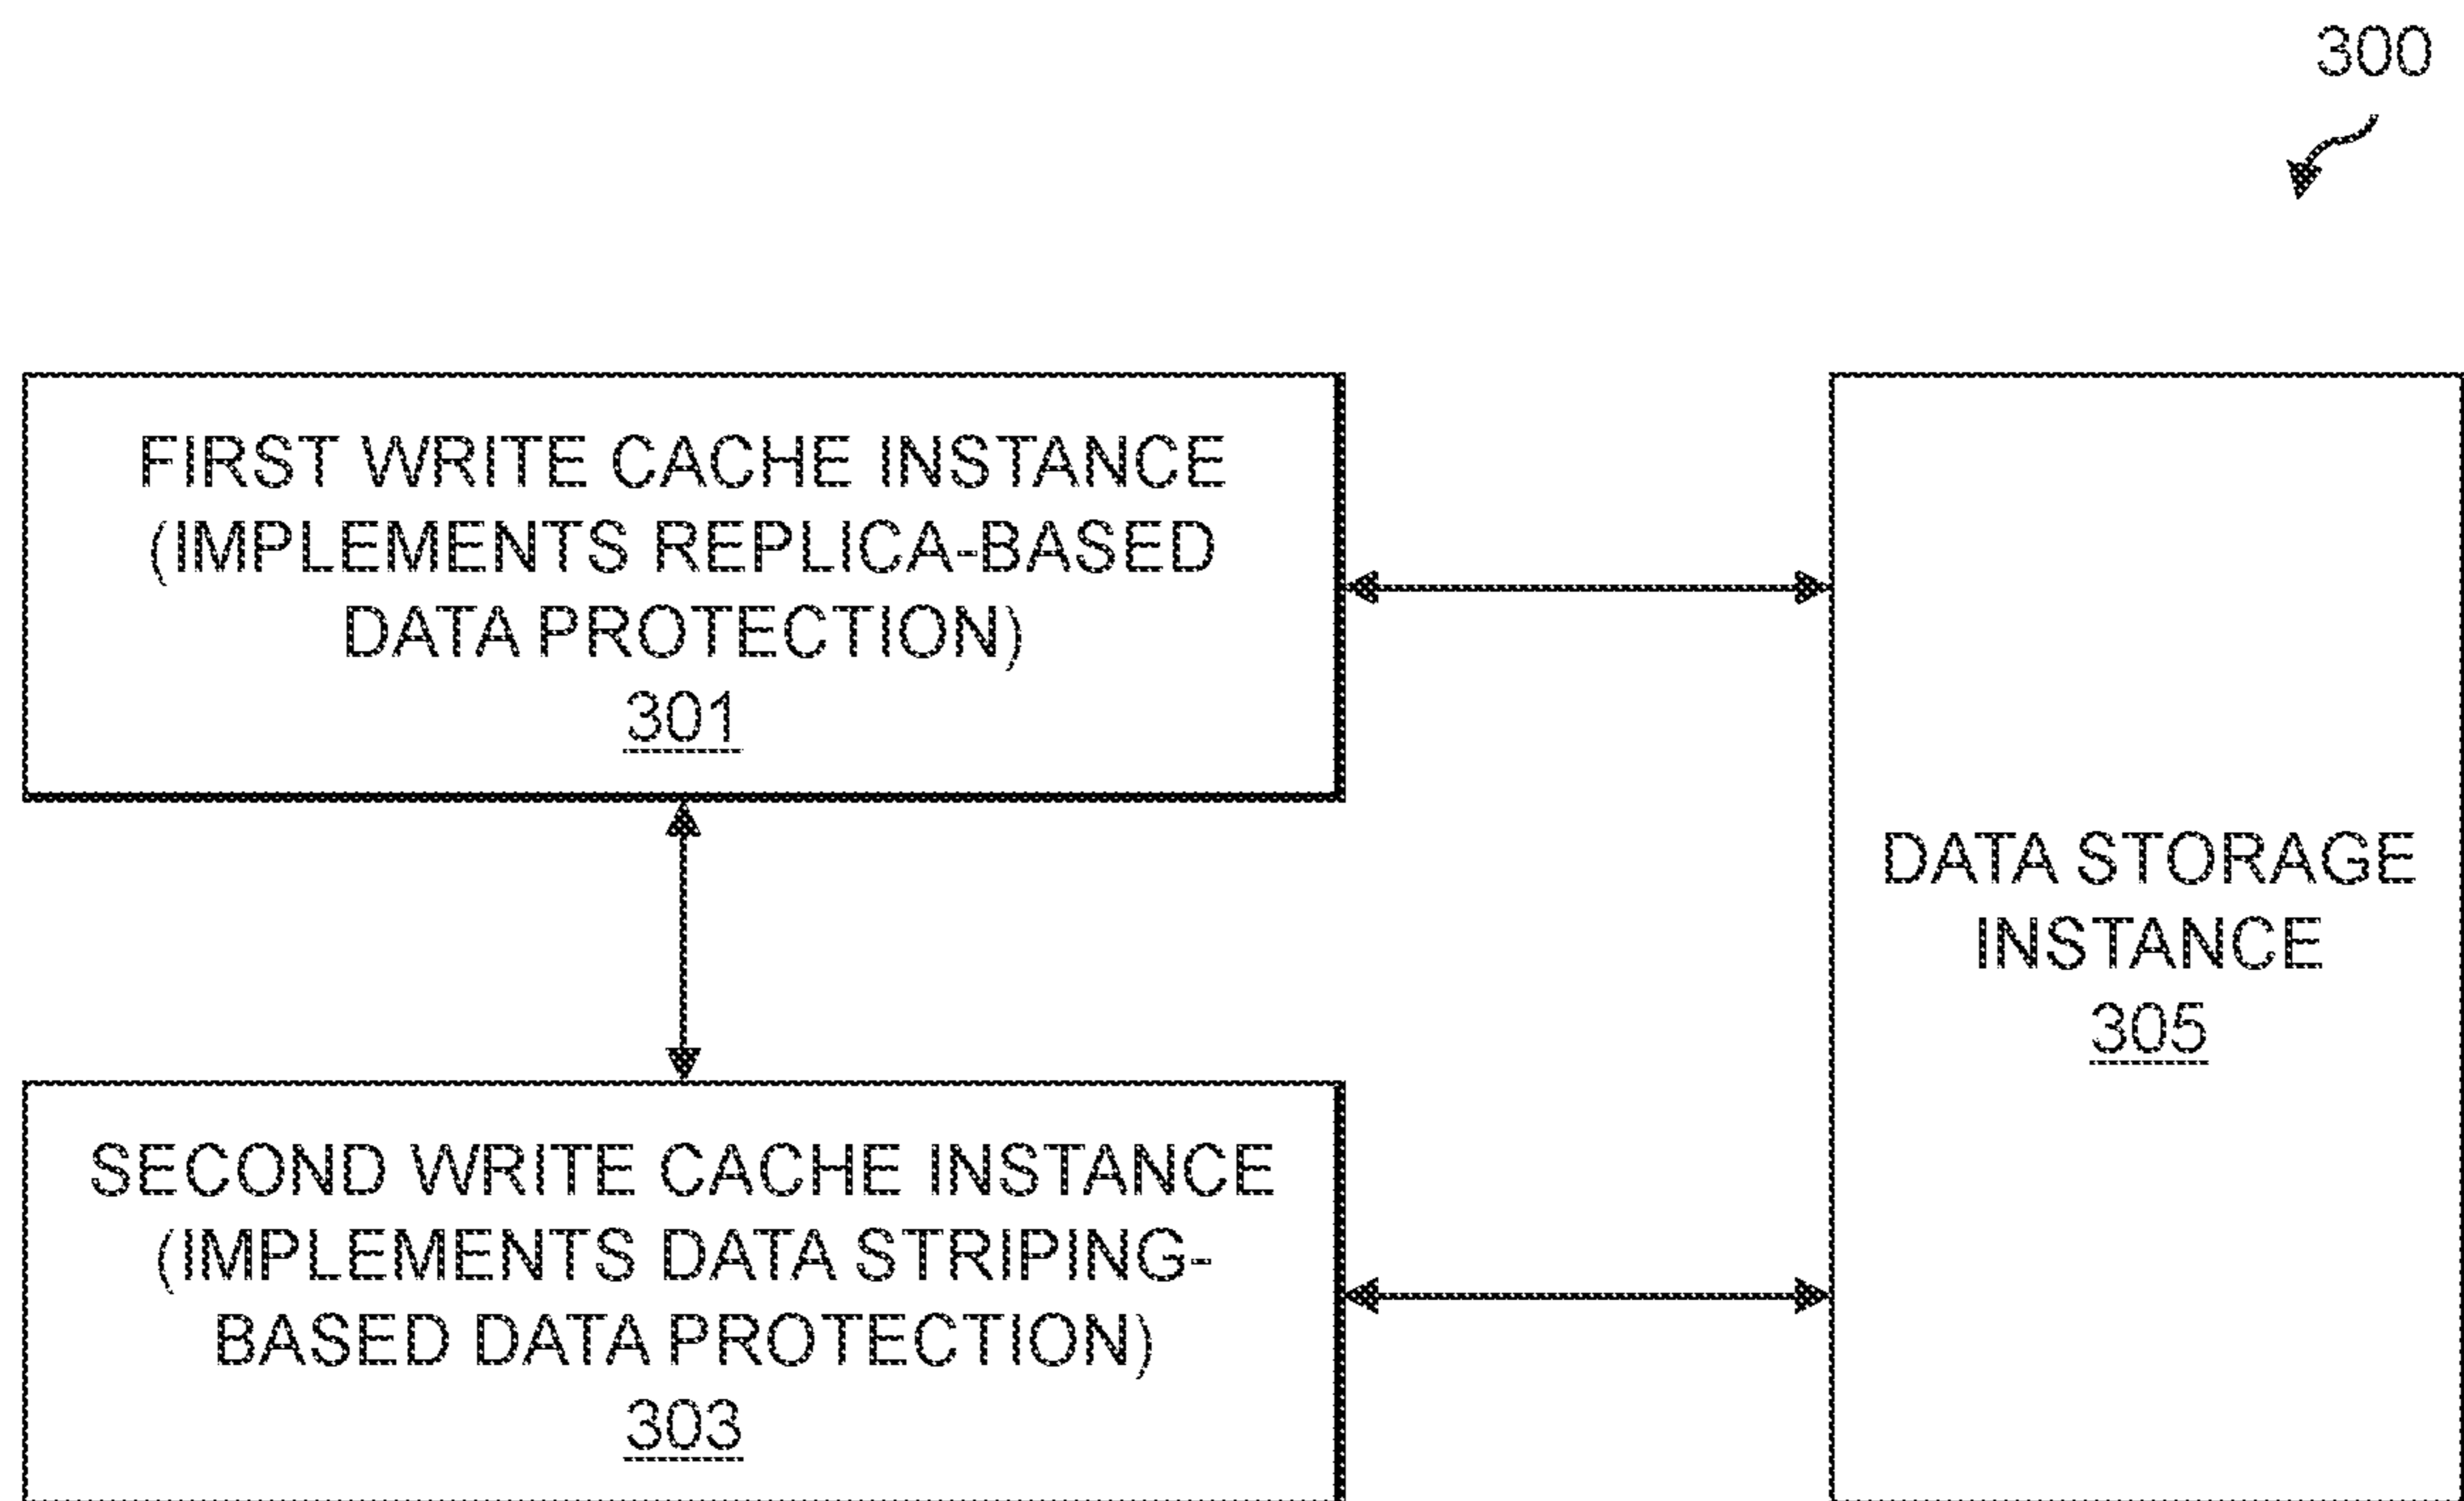 300
FIRST WRITE CACHE INSTANCE
(IMPLEMENTS REPLICA-BASED
DATA PROTECTION)
301
DATA STORAGE
INSTANCE
305
SECOND WRITE CACHE INSTANCE
(IMPLEMENTS DATA STRIPING-
BASED DATA PROTECTION)
303